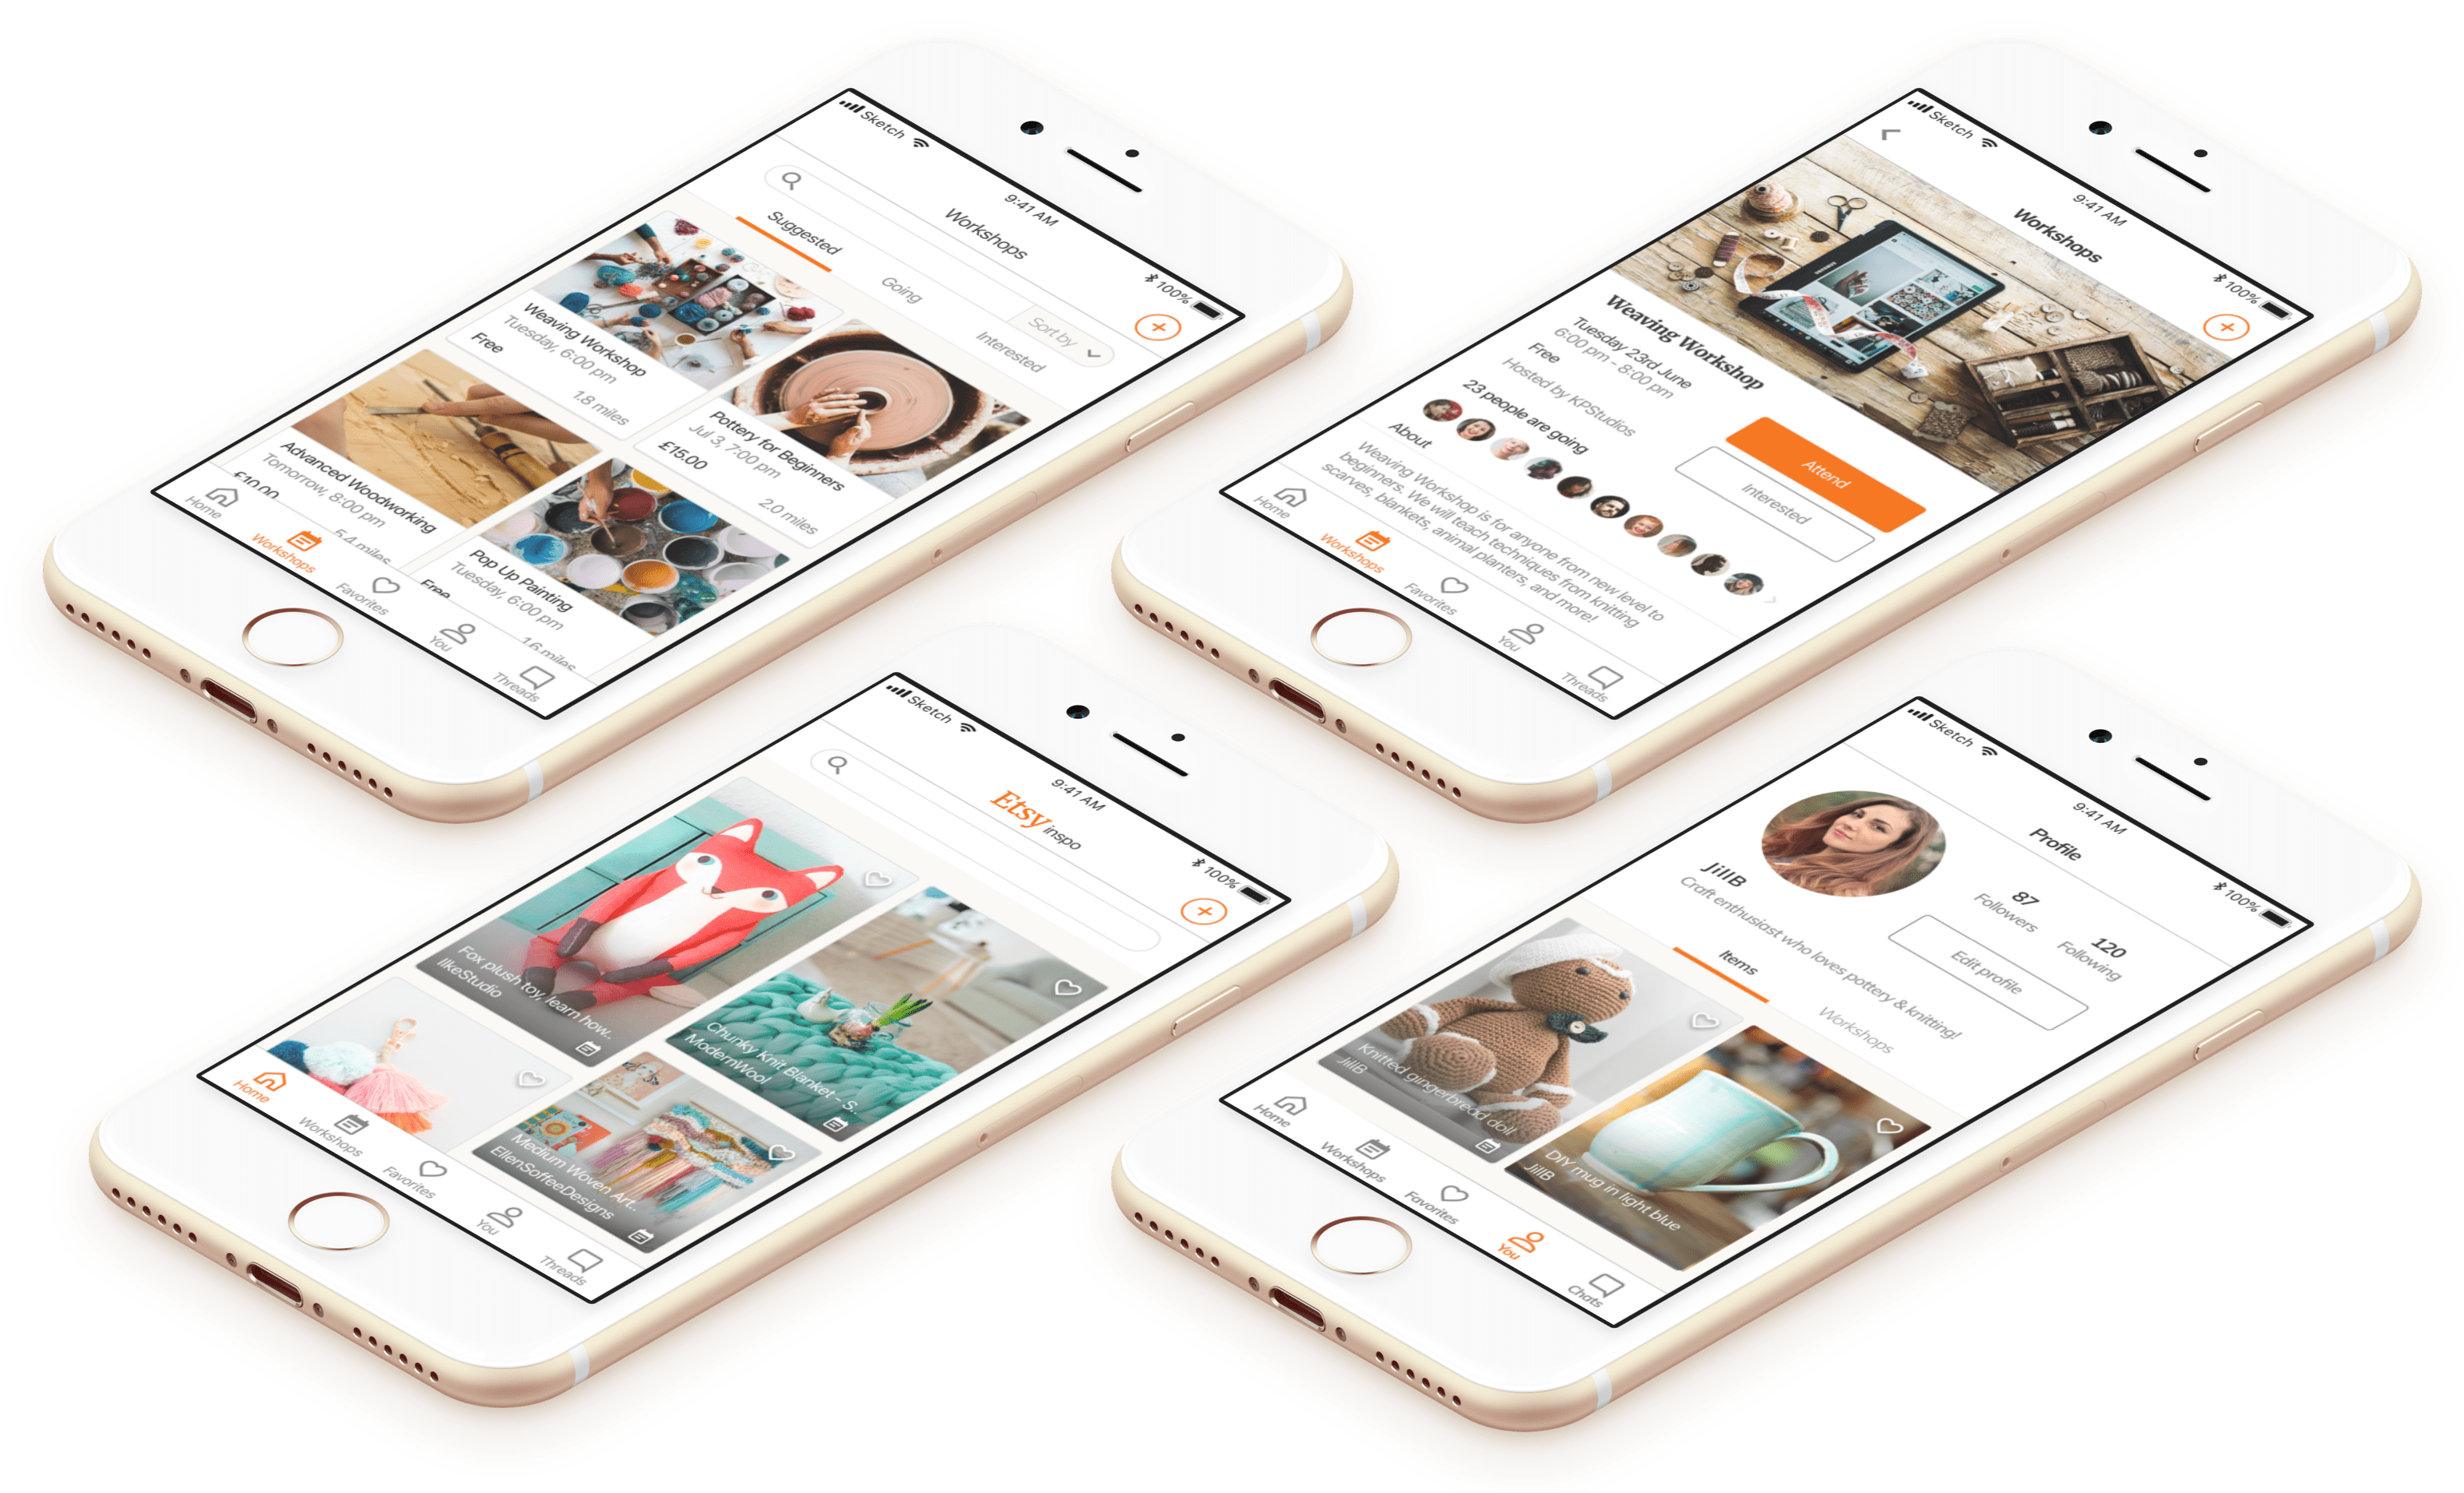 Sketch
9:41 AM
100%
Workshops
Suggested
Going
Interested
Sort by
Weaving Workshop
Tuesday, 6:00 pm
Free
1.8 miles
Pottery for Beginners
Jul 3, 7:00 pm
£15.00
2.0 miles
Advanced Woodworking
Tomorrow, 8:00 pm
£10.00
5.4 miles
Pop Up Painting
Tuesday, 6:00 pm
Free
1.6 miles
Home
Workshops
Favorites
You
Threads
Sketch
9:41 AM
100%
Workshops
Weaving Workshop
Tuesday 23rd June
6:00 pm - 8:00 pm
Free
Hosted by KPStudios
Attend
Interested
23 people are going
About
Weaving Workshop is for anyone from new level to
beginners. We will teach techniques from knitting
scarves, blankets, animal planters, and more!
Home
Workshops
Favorites
You
Threads
Sketch
9:41 AM
100%
Etsy inspo
Fox plush toy, learn how..
IlkeStudio
Chunky Knit Blanket - S..
ModernWool
Medium Woven Art..
EllenSoffeeDesigns
Home
Workshops
Favorites
You
Threads
Sketch
9:41 AM
100%
Profile
JillB
Craft enthusiast who loves pottery & knitting!
87
Followers
120
Following
Edit profile
Items
Workshops
Knitted gingerbread doll
JillB
DIY mug in light blue
JillB
Home
Workshops
Favorites
You
Chats